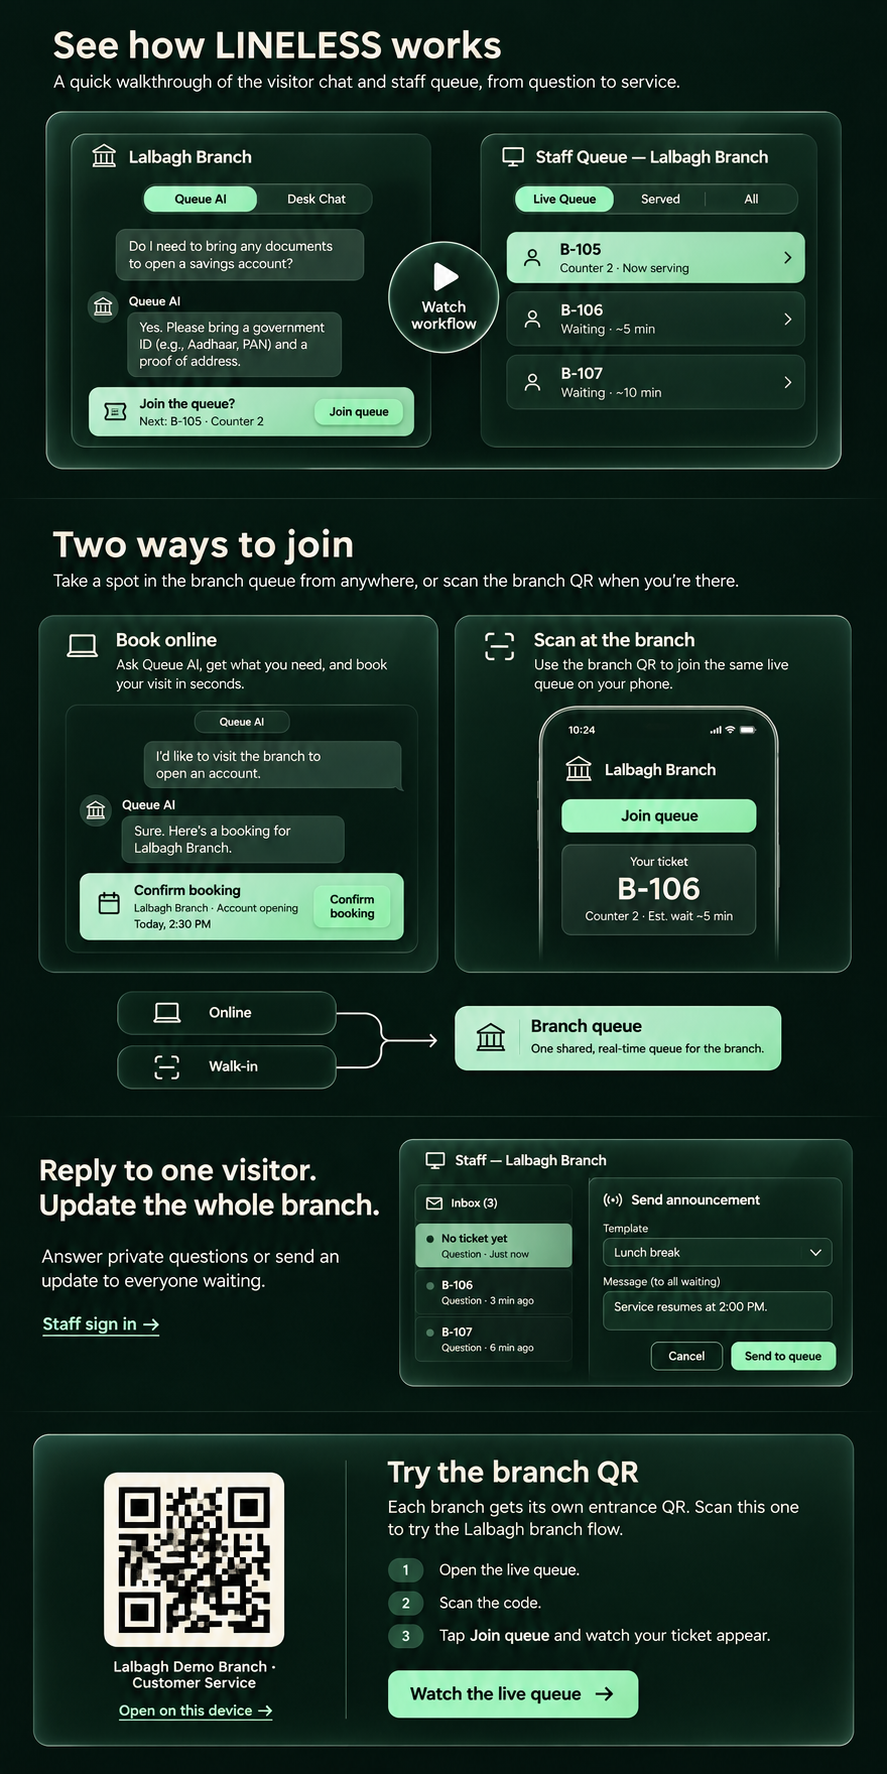 See how LINELESS works
A quick walkthrough of the visitor chat and staff queue, from question to service.
Lalbagh Branch
Queue AI
Desk Chat
Do I need to bring any documents
to open a savings account?
Queue AI
Yes. Please bring a government
ID (e.g., Aadhaar, PAN) and a
proof of address.
Join the queue?
Next: B-105 · Counter 2
Join queue
Watch
workflow
Staff Queue — Lalbagh Branch
Live Queue
Served
All
B-105
Counter 2 · Now serving
B-106
Waiting · ~5 min
B-107
Waiting · ~10 min
Two ways to join
Take a spot in the branch queue from anywhere, or scan the branch QR when you're there.
Book online
Ask Queue AI, get what you need, and book
your visit in seconds.
Queue AI
I'd like to visit the branch to
open an account.
Queue AI
Sure. Here's a booking for
Lalbagh Branch.
Confirm booking
Lalbagh Branch · Account opening
Today, 2:30 PM
Confirm
booking
Scan at the branch
Use the branch QR to join the same live
queue on your phone.
10:24
Lalbagh Branch
Join queue
Your ticket
B-106
Counter 2 · Est. wait ~5 min
Online
Walk-in
Branch queue
One shared, real-time queue for the branch.
Reply to one visitor.
Update the whole branch.
Answer private questions or send an
update to everyone waiting.
Staff sign in →
Staff — Lalbagh Branch
Inbox (3)
No ticket yet
Question · Just now
B-106
Question · 3 min ago
B-107
Question · 6 min ago
Send announcement
Template
Lunch break
Message (to all waiting)
Service resumes at 2:00 PM.
Cancel
Send to queue
Lalbagh Demo Branch ·
Customer Service
Open on this device →
Try the branch QR
Each branch gets its own entrance QR. Scan this one
to try the Lalbagh branch flow.
1 Open the live queue.
2 Scan the code.
3 Tap Join queue and watch your ticket appear.
Watch the live queue →